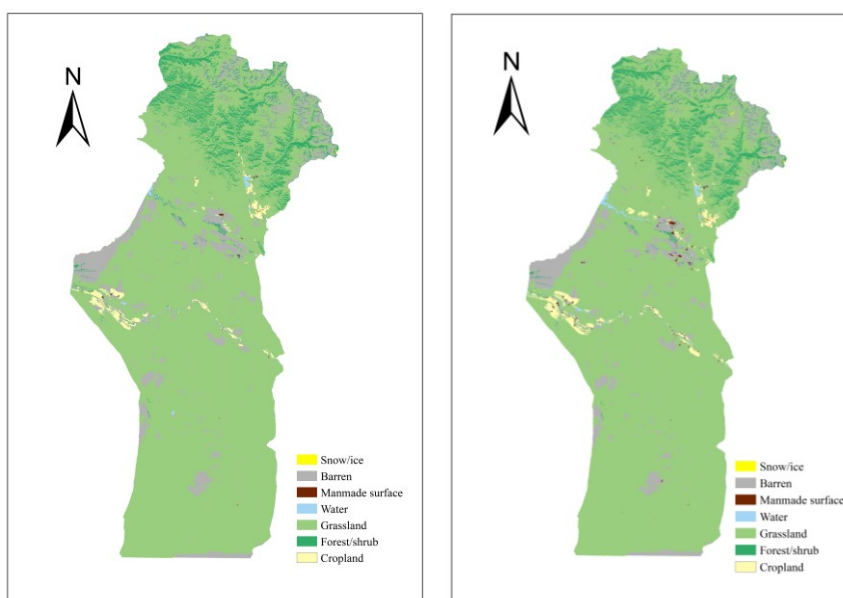 N
Snow/ice
Barren
Manmade surface
Water
Grassland
Forest/shrub
Cropland
N
Snow/ice
Barren
Manmade surface
Water
Grassland
Forest/shrub
Cropland